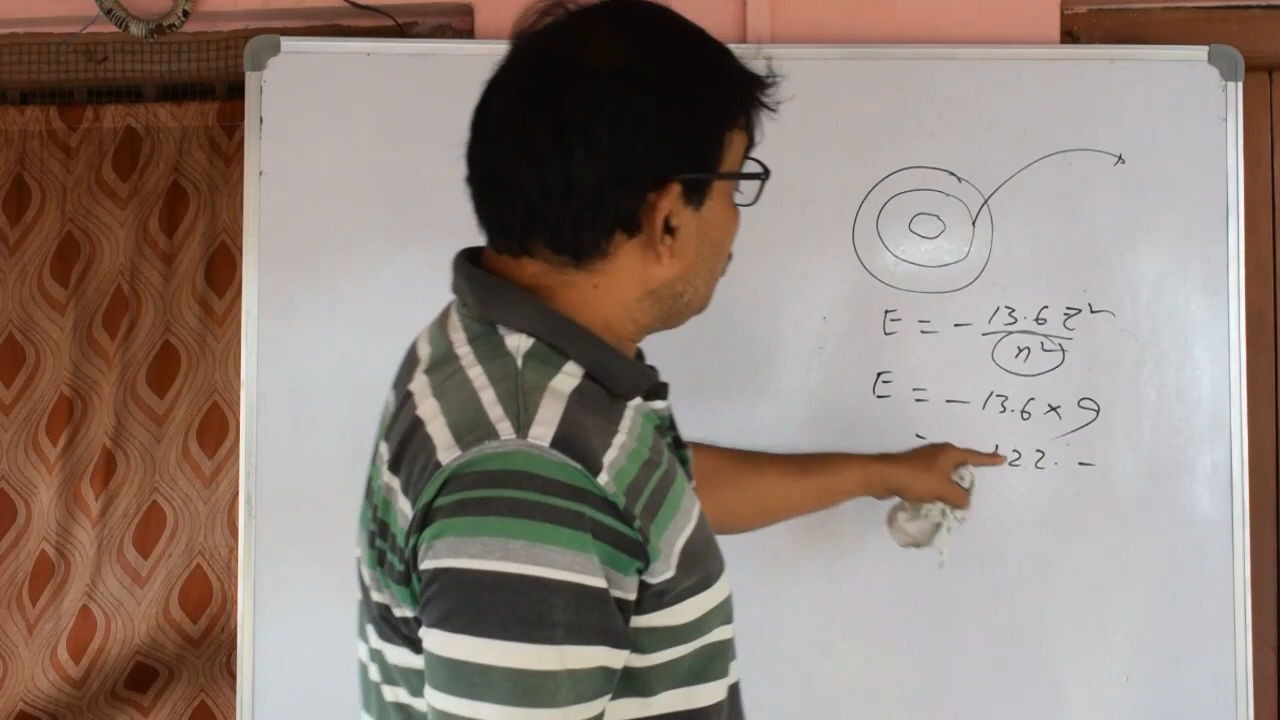 E = - 13.6 Z²
n²
E = - 13.6 × 9
= 122. -